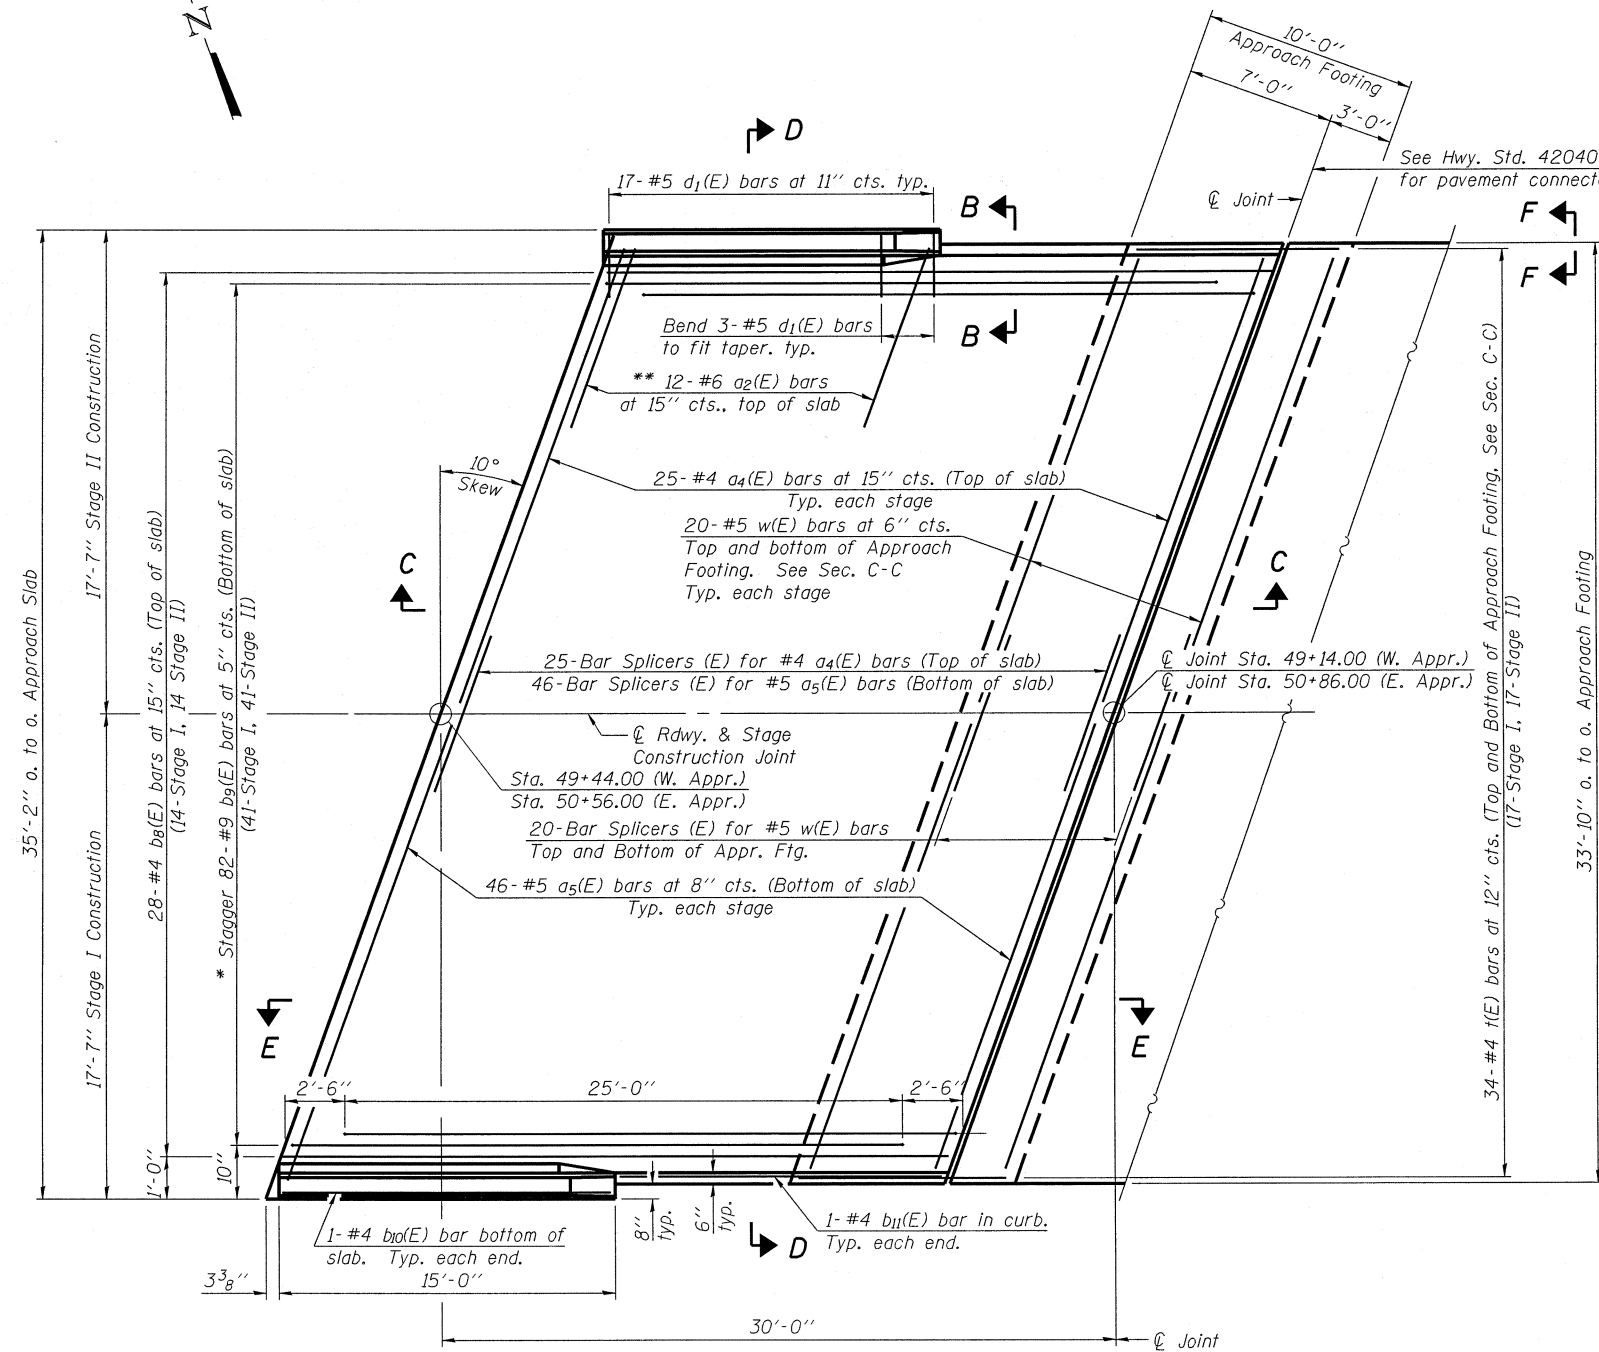 N
10'-0"
Approach Footing
7'-0"
3'-0"
D
See Hwy. Std. 42040
for pavement connect
17-#5 d1(E) bars at 11" cts. typ.
B
℄ Joint
F
F
Bend 3-#5 d1(E) bars
to fit taper. typ.
B
** 12-#6 a2(E) bars
at 15" cts., top of slab
10°
Skew
25-#4 a4(E) bars at 15" cts. (Top of slab)
Typ. each stage
20-#5 w(E) bars at 6" cts.
Top and bottom of Approach
Footing. See Sec. C-C
Typ. each stage
C
C
25-Bar Splicers (E) for #4 a4(E) bars (Top of slab)
46-Bar Splicers (E) for #5 a5(E) bars (Bottom of slab)
℄ Joint Sta. 49+14.00 (W. Appr.)
℄ Joint Sta. 50+86.00 (E. Appr.)
℄ Rdwy. & Stage
Construction Joint
Sta. 49+44.00 (W. Appr.)
Sta. 50+56.00 (E. Appr.)
20-Bar Splicers (E) for #5 w(E) bars
Top and Bottom of Appr. Ftg.
46-#5 a5(E) bars at 8" cts. (Bottom of slab)
Typ. each stage
35'-2" o. to o. Approach Slab
17'-7" Stage II Construction
17'-7" Stage I Construction
28-#4 b8(E) bars at 15" cts. (Top of slab)
(14-Stage I, 14 Stage II)
* Stagger 82-#9 b9(E) bars at 5" cts. (Bottom of slab)
(41-Stage I, 41-Stage II)
34-#4 t(E) bars at 12" cts. (Top and Bottom of Approach Footing. See Sec. C-C)
(17-Stage I, 17-Stage II)
33'-10" o. to o. Approach Footing
E
E
2'-6"
25'-0"
2'-6"
1'-0"
10"
8"
typ.
6"
typ.
1-#4 b10(E) bar bottom of
slab. Typ. each end.
D
1-#4 b11(E) bar in curb.
Typ. each end.
3 3/8"
15'-0"
30'-0"
℄ Joint